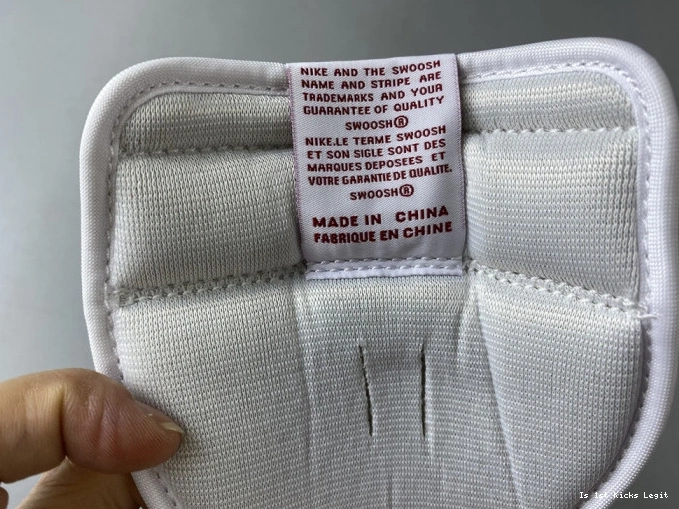 NIKE AND THE SWOOSH
NAME AND STRIPE ARE
TRADEMARKS AND YOUR
GUARANTEE OF QUALITY
SWOOSH®
NIKE.LE TERME SWOOSH
ET SON SIGLE SONT DES
MARQUES DEPOSEES ET
VOTRE GARANTIE DE QUALITE.
SWOOSH®
MADE IN CHINA
FABRIQUE EN CHINE
Is 1st Kicks Legit